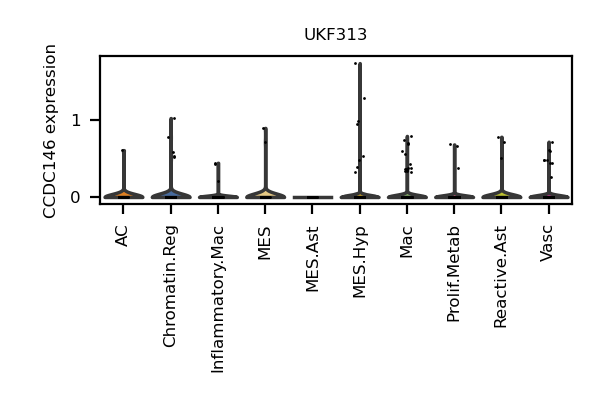 UKF313
CCDC146 expression
1
0
AC
Chromatin.Reg
Inflammatory.Mac
MES
MES.Ast
MES.Hyp
Mac
Prolif.Metab
Reactive.Ast
Vasc